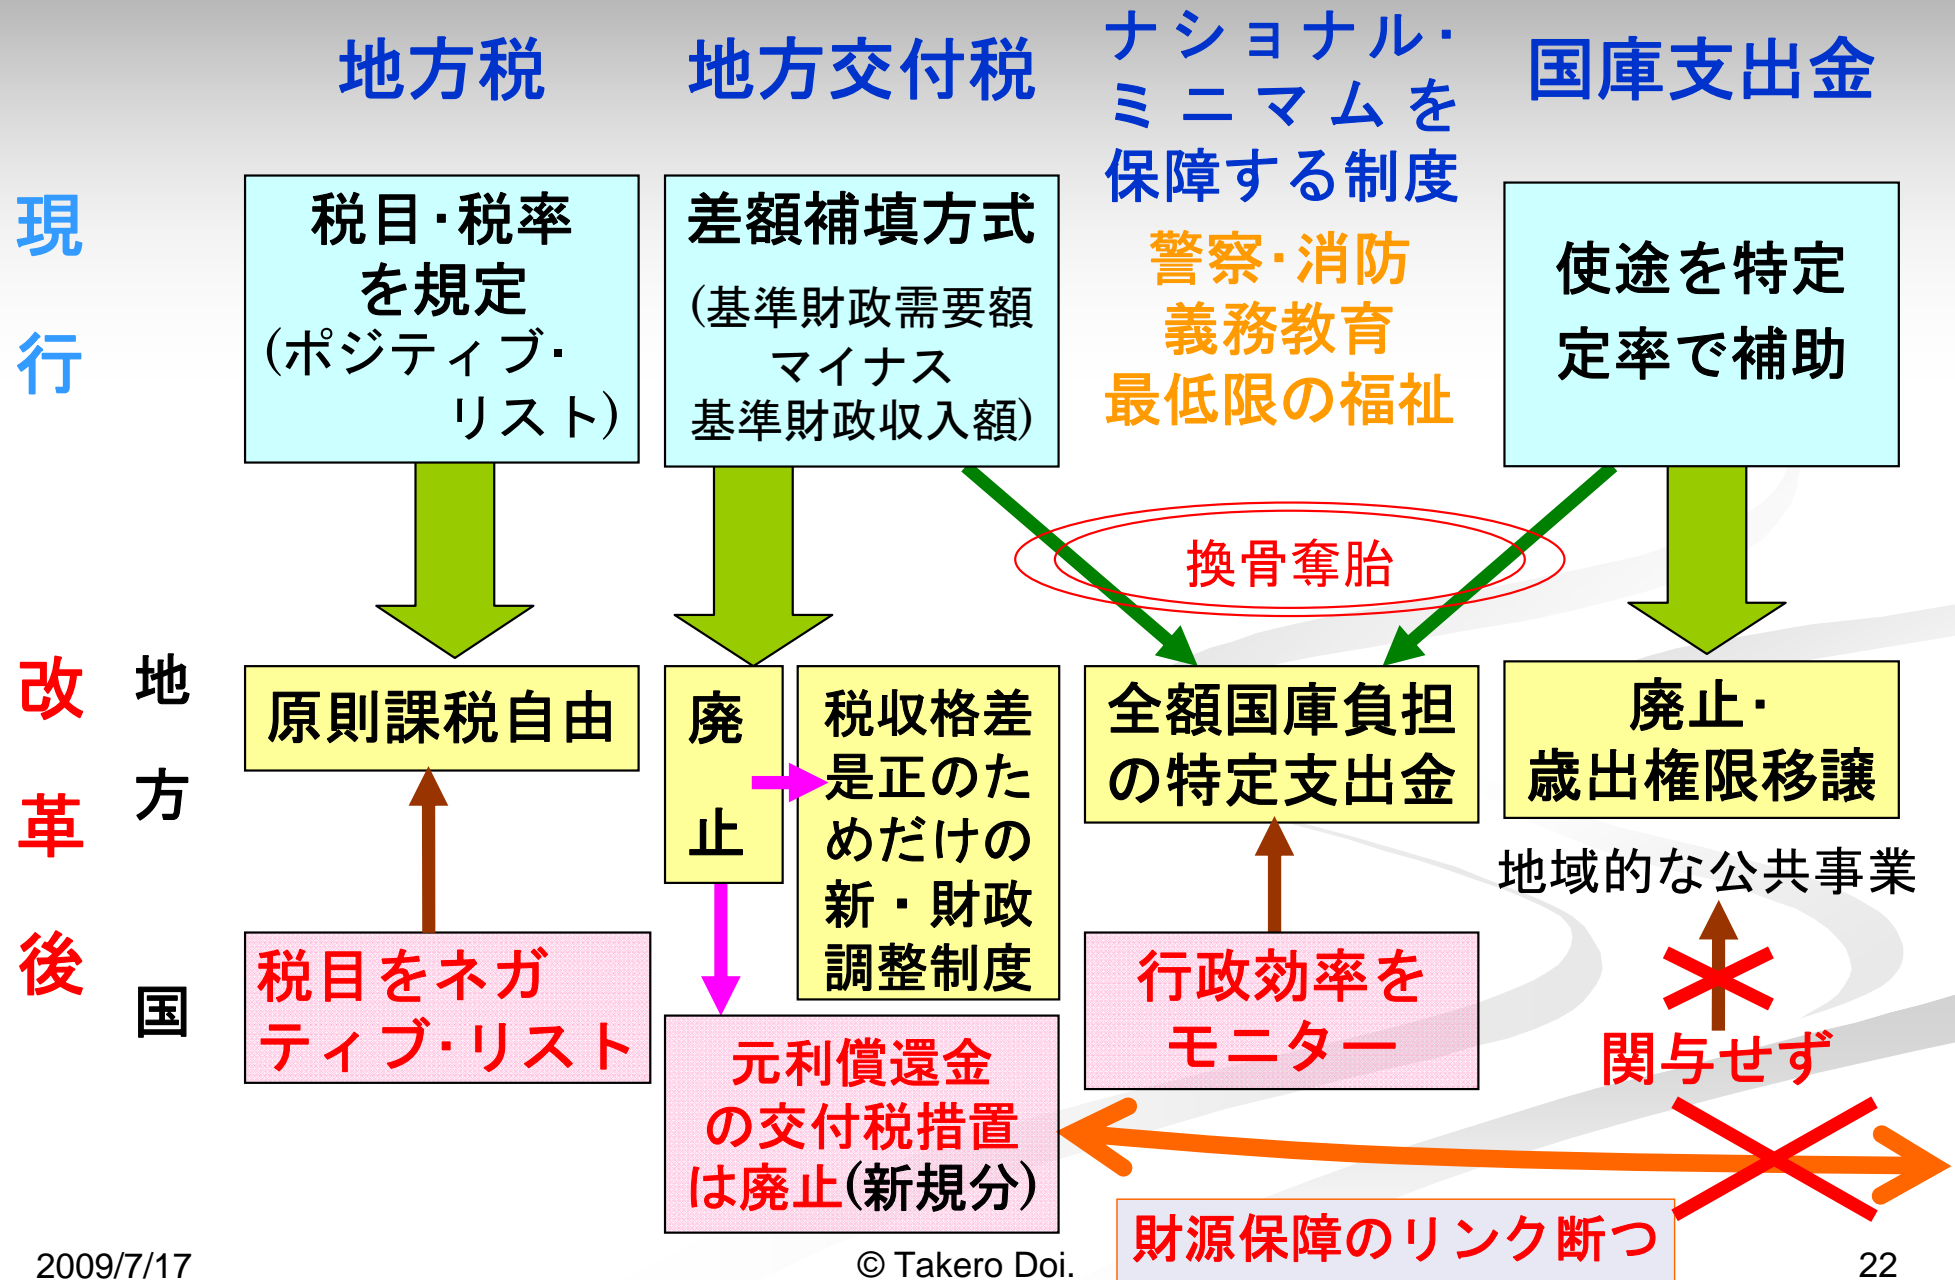 地方税
地方交付税
ナショナル・
ミニマムを
保障する制度
国庫支出金
現
行
税目・税率
を規定
(ポジティブ・
リスト)
差額補填方式
(基準財政需要額
マイナス
基準財政収入額)
警察・消防
義務教育
最低限の福祉
使途を特定
定率で補助
換骨奪胎
改
革
後
地
方
国
原則課税自由
廃
止
税収格差
是正のた
めだけの
新・財政
調整制度
全額国庫負担
の特定支出金
廃止・
歳出権限移譲
地域的な公共事業
税目をネガ
ティブ・リスト
元利償還金
の交付税措置
は廃止(新規分)
行政効率を
モニター
関与せず
財源保障のリンク断つ
2009/7/17
© Takero Doi.
22